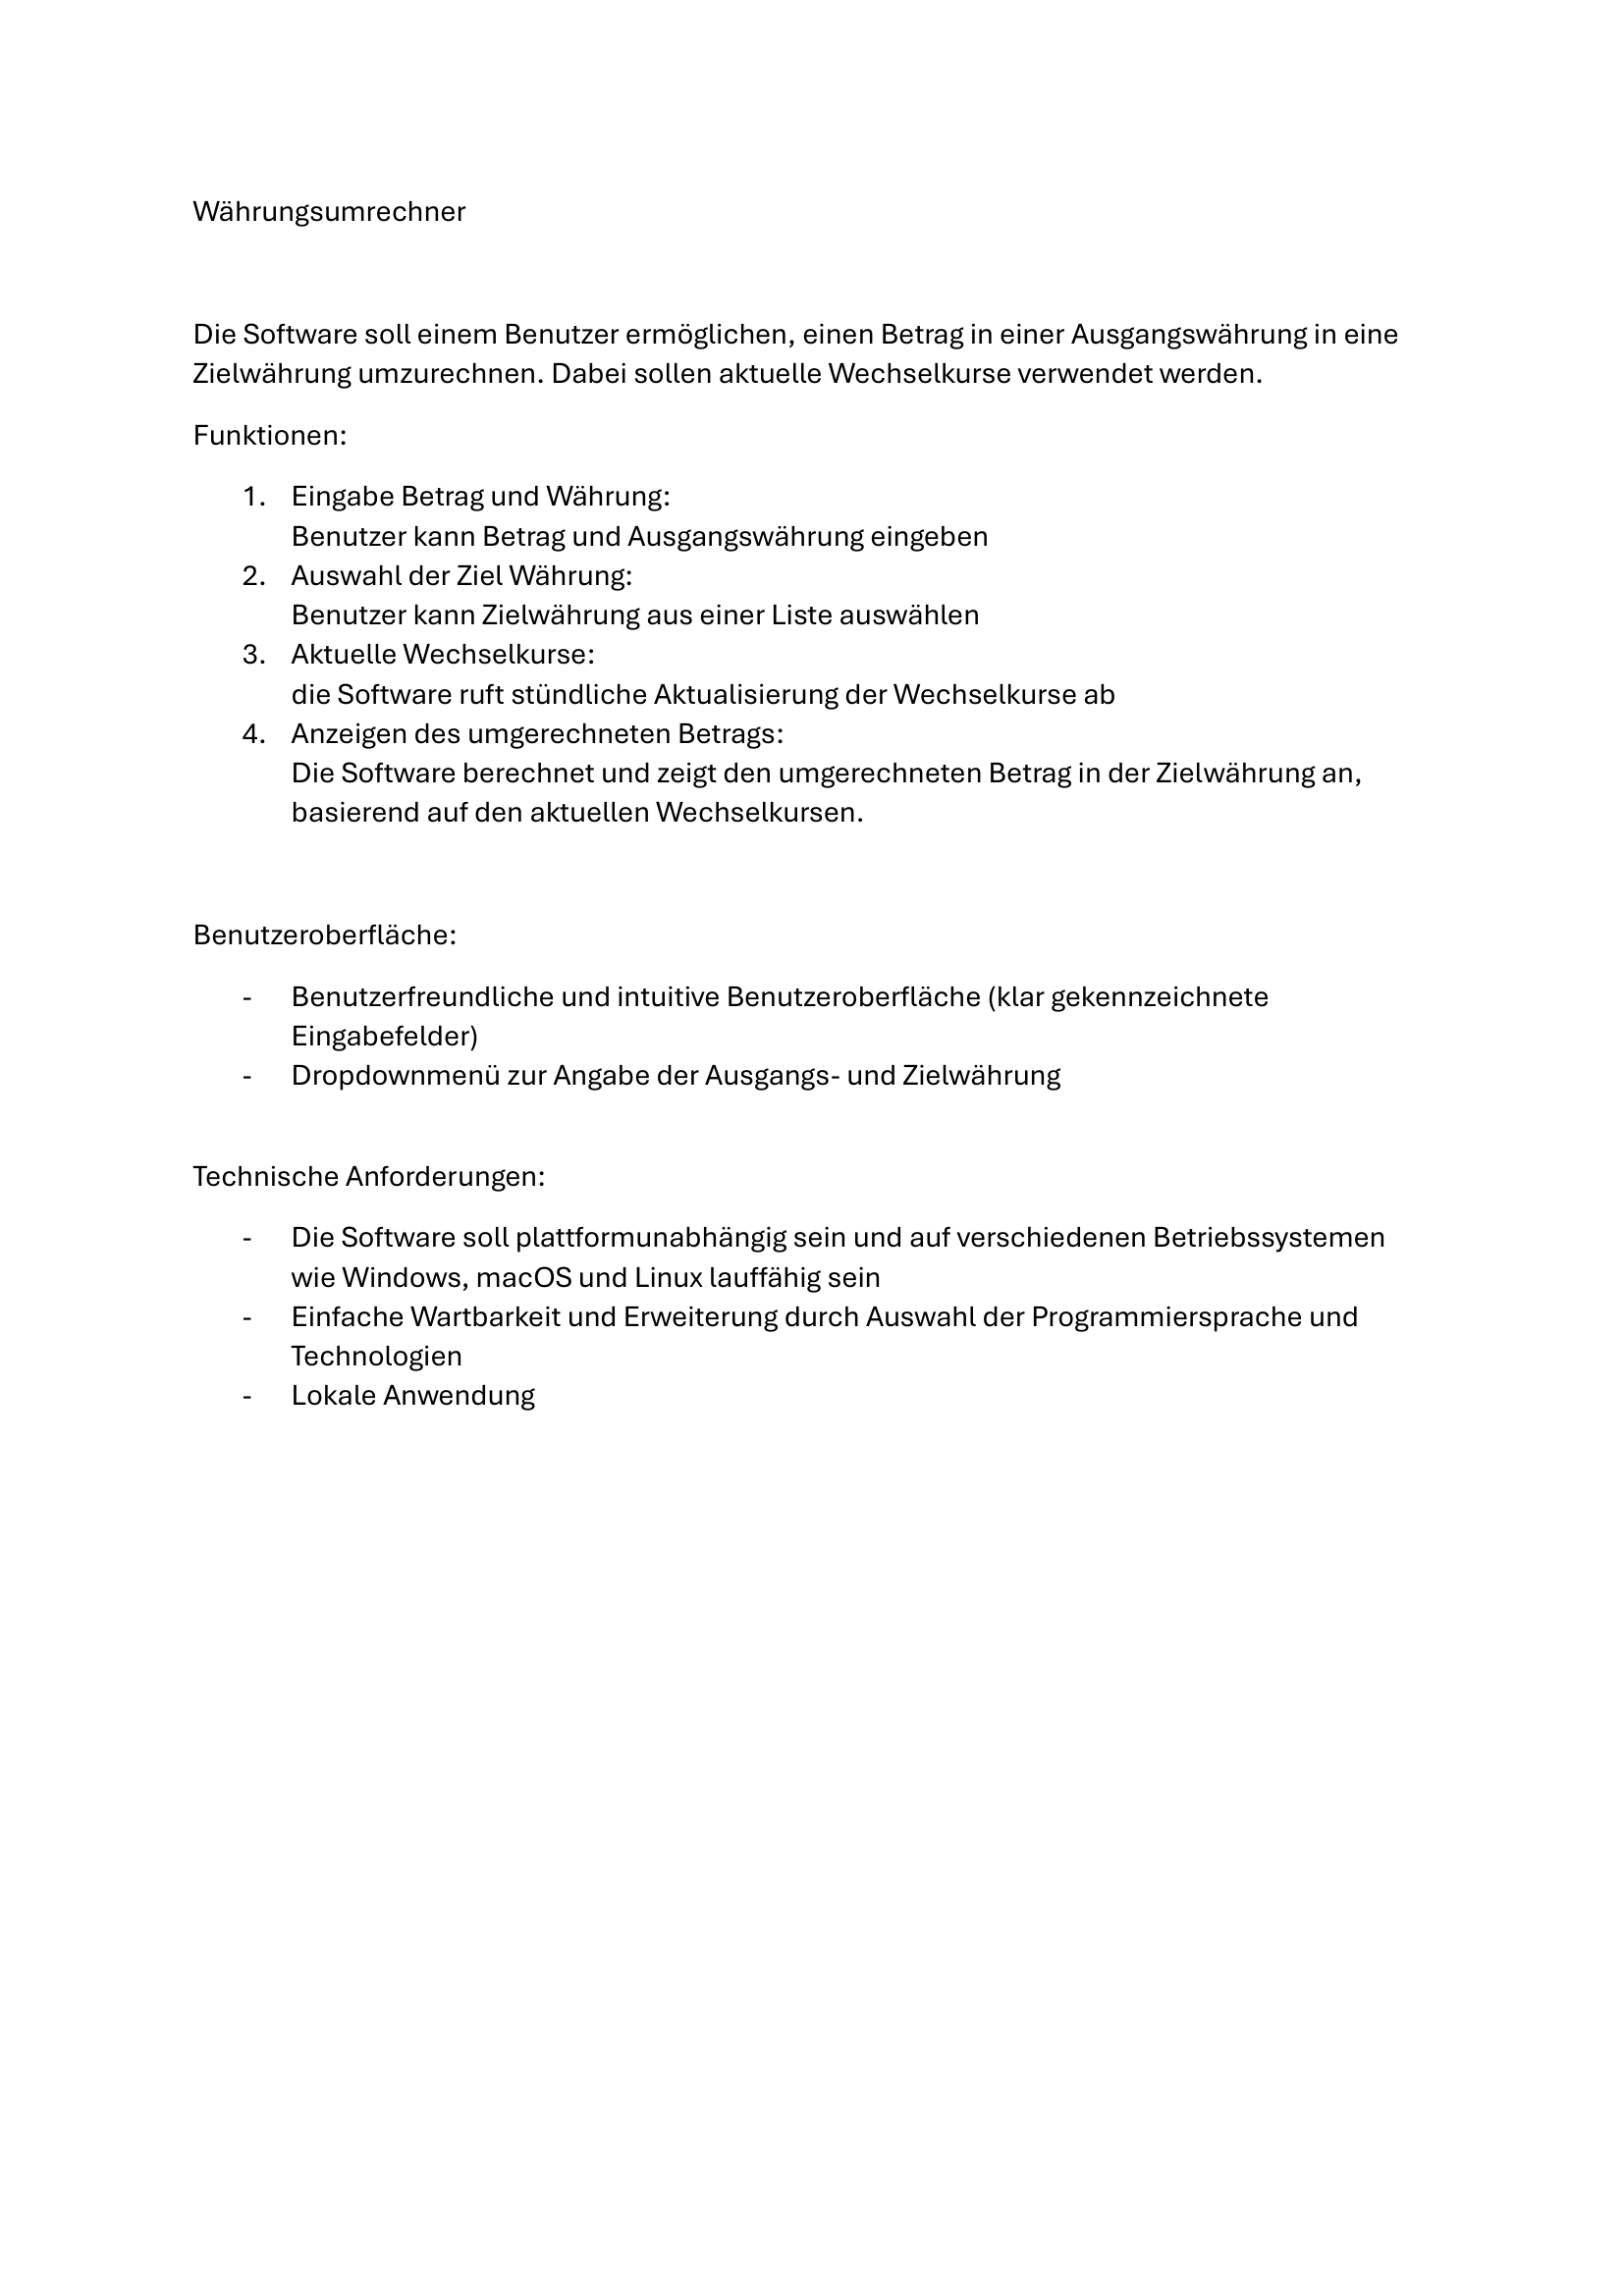 Währungsumrechner
Die Software soll einem Benutzer ermöglichen, einen Betrag in einer Ausgangswährung in eine
Zielwährung umzurechnen. Dabei sollen aktuelle Wechselkurse verwendet werden.
Funktionen:
1. Eingabe Betrag und Währung:
Benutzer kann Betrag und Ausgangswährung eingeben
2. Auswahl der Ziel Währung:
Benutzer kann Zielwährung aus einer Liste auswählen
3. Aktuelle Wechselkurse:
die Software ruft stündliche Aktualisierung der Wechselkurse ab
4. Anzeigen des umgerechneten Betrags:
Die Software berechnet und zeigt den umgerechneten Betrag in der Zielwährung an,
basierend auf den aktuellen Wechselkursen.
Benutzeroberfläche:
- Benutzerfreundliche und intuitive Benutzeroberfläche (klar gekennzeichnete
Eingabefelder)
- Dropdownmenü zur Angabe der Ausgangs- und Zielwährung
Technische Anforderungen:
- Die Software soll plattformunabhängig sein und auf verschiedenen Betriebssystemen
wie Windows, macOS und Linux lauffähig sein
- Einfache Wartbarkeit und Erweiterung durch Auswahl der Programmiersprache und
Technologien
- Lokale Anwendung